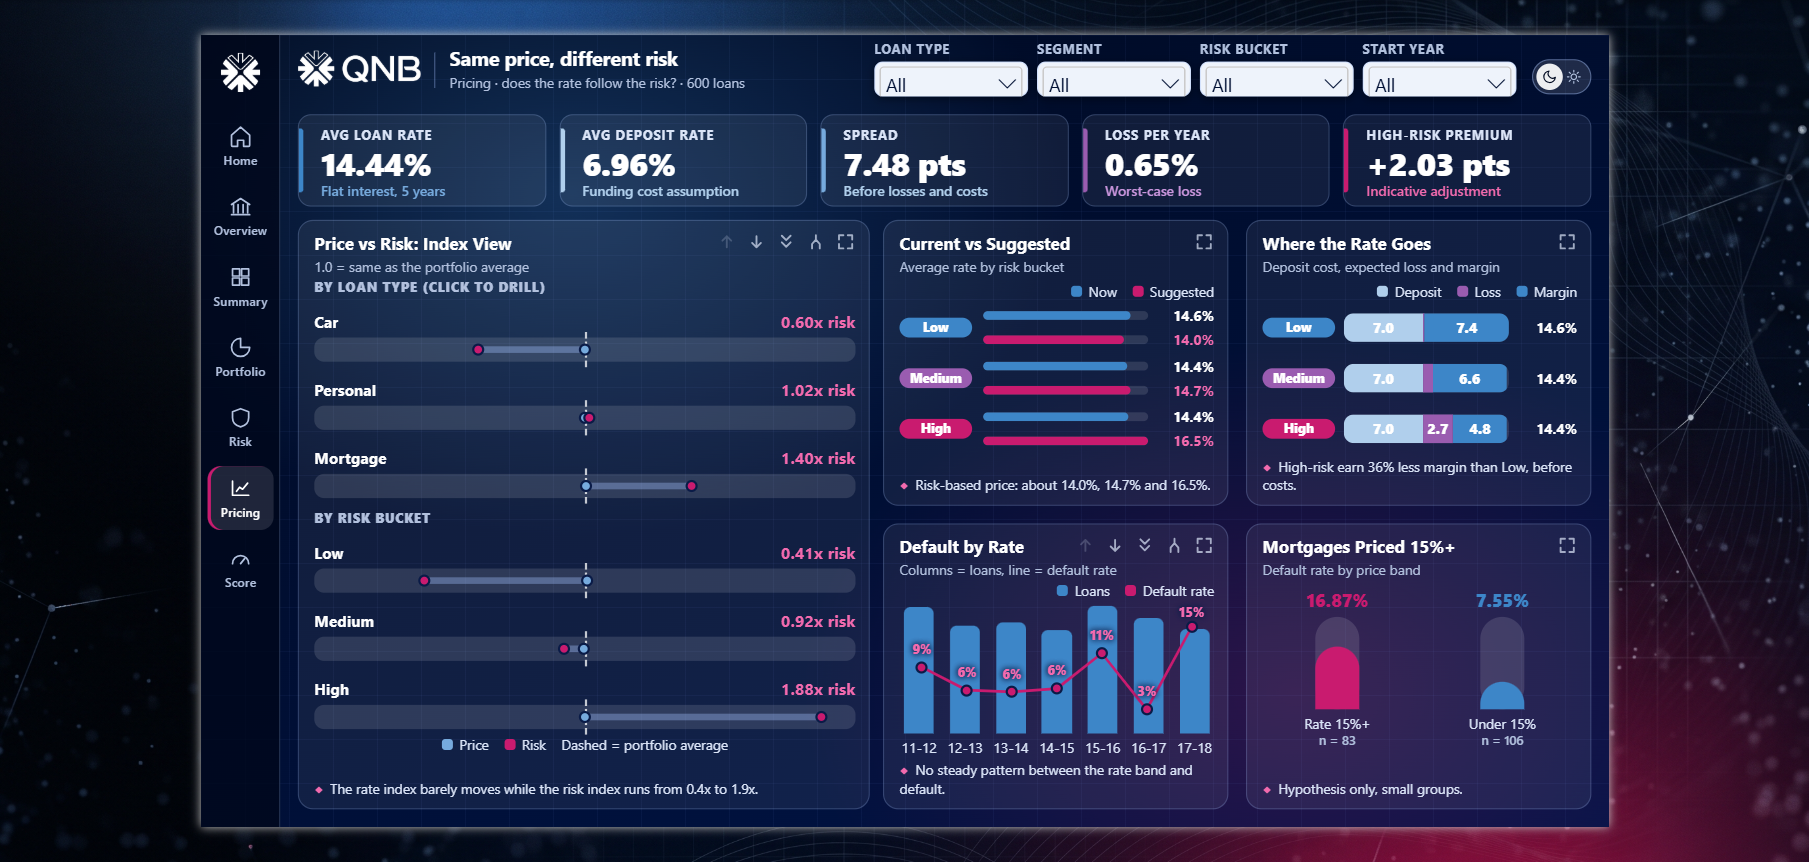 QNB
Same price, different risk
Pricing · does the rate follow the risk? · 600 loans
LOAN TYPE
All
SEGMENT
All
RISK BUCKET
All
START YEAR
All
Home
Overview
Summary
Portfolio
Risk
Pricing
Score
AVG LOAN RATE
14.44%
Flat interest, 5 years
AVG DEPOSIT RATE
6.96%
Funding cost assumption
SPREAD
7.48 pts
Before losses and costs
LOSS PER YEAR
0.65%
Worst-case loss
HIGH-RISK PREMIUM
+2.03 pts
Indicative adjustment
Price vs Risk: Index View
1.0 = same as the portfolio average
BY LOAN TYPE (CLICK TO DRILL)
Car 0.60x risk
Personal 1.02x risk
Mortgage 1.40x risk
BY RISK BUCKET
Low 0.41x risk
Medium 0.92x risk
High 1.88x risk
Price Risk Dashed = portfolio average
The rate index barely moves while the risk index runs from 0.4x to 1.9x.
Current vs Suggested
Average rate by risk bucket
Now Suggested
Low 14.6%
14.0%
Medium 14.4%
14.7%
High 14.4%
16.5%
Risk-based price: about 14.0%, 14.7% and 16.5%.
Where the Rate Goes
Deposit cost, expected loss and margin
Deposit Loss Margin
Low 7.0 7.4 14.6%
Medium 7.0 6.6 14.4%
High 7.0 2.7 4.8 14.4%
High-risk earn 36% less margin than Low, before
costs.
Default by Rate
Columns = loans, line = default rate
Loans Default rate
9% 6% 6% 6% 11% 3% 15%
11-12 12-13 13-14 14-15 15-16 16-17 17-18
No steady pattern between the rate band and
default.
Mortgages Priced 15%+
Default rate by price band
16.87% 7.55%
Rate 15%+ Under 15%
n = 83 n = 106
Hypothesis only, small groups.